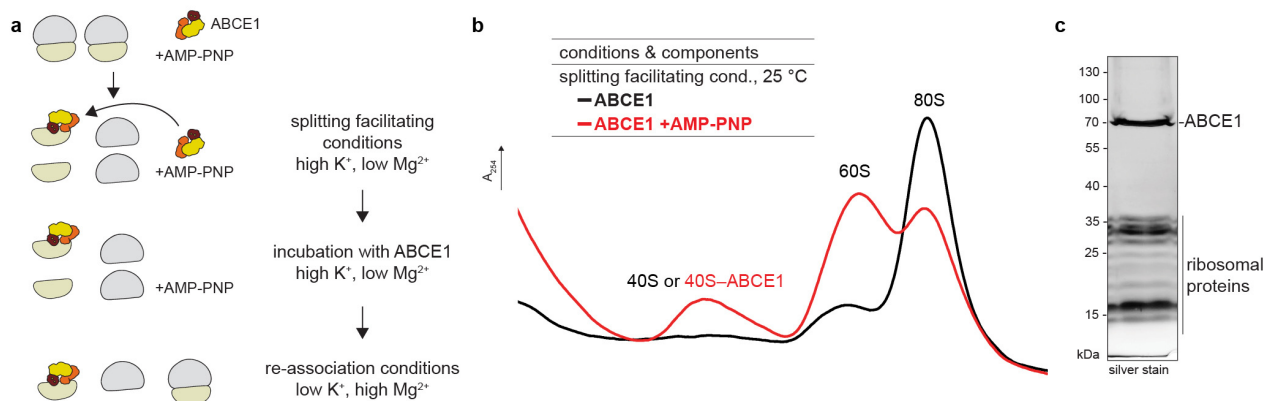 a
ABCE1
+AMP-PNP
+AMP-PNP
+AMP-PNP
splitting facilitating
conditions
high K⁺, low Mg²⁺
incubation with ABCE1
high K⁺, low Mg²⁺
re-association conditions
low K⁺, high Mg²⁺
b
conditions & components
splitting facilitating cond., 25 °C
ABCE1
ABCE1 +AMP-PNP
A₂₅₄
40S or 40S–ABCE1
60S
80S
c
130
100
70
55
35
25
15
kDa
-ABCE1
ribosomal
proteins
silver stain